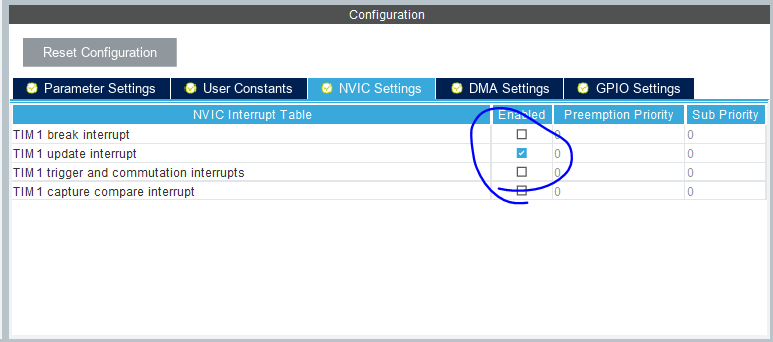 Configuration
Reset Configuration
Parameter Settings User Constants NVIC Settings DMA Settings GPIO Settings
NVIC Interrupt Table Enabled Preemption Priority Sub Priority
TIM1 break interrupt 0 0
TIM1 update interrupt 0 0
TIM1 trigger and commutation interrupts 0 0
TIM1 capture compare interrupt 0 0